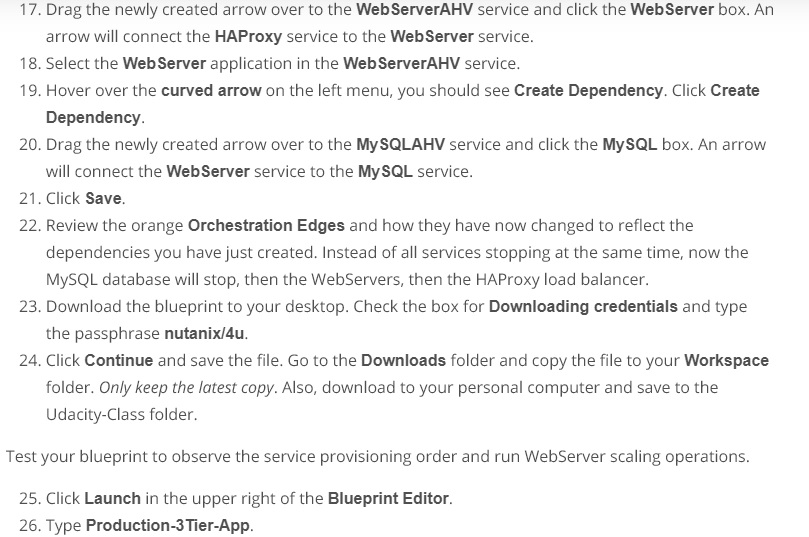 17. Drag the newly created arrow over to the WebServerAHV service and click the WebServer box. An
arrow will connect the HAProxy service to the WebServer service.
18. Select the WebServer application in the WebServerAHV service.
19. Hover over the curved arrow on the left menu, you should see Create Dependency. Click Create
Dependency.
20. Drag the newly created arrow over to the MySQLAHV service and click the MySQL box. An arrow
will connect the WebServer service to the MySQL service.
21. Click Save.
22. Review the orange Orchestration Edges and how they have now changed to reflect the
dependencies you have just created. Instead of all services stopping at the same time, now the
MySQL database will stop, then the WebServers, then the HAProxy load balancer.
23. Download the blueprint to your desktop. Check the box for Downloading credentials and type
the passphrase nutanix/4u.
24. Click Continue and save the file. Go to the Downloads folder and copy the file to your Workspace
folder. Only keep the latest copy. Also, download to your personal computer and save to the
Udacity-Class folder.
Test your blueprint to observe the service provisioning order and run WebServer scaling operations.
25. Click Launch in the upper right of the Blueprint Editor.
26. Type Production-3Tier-App.